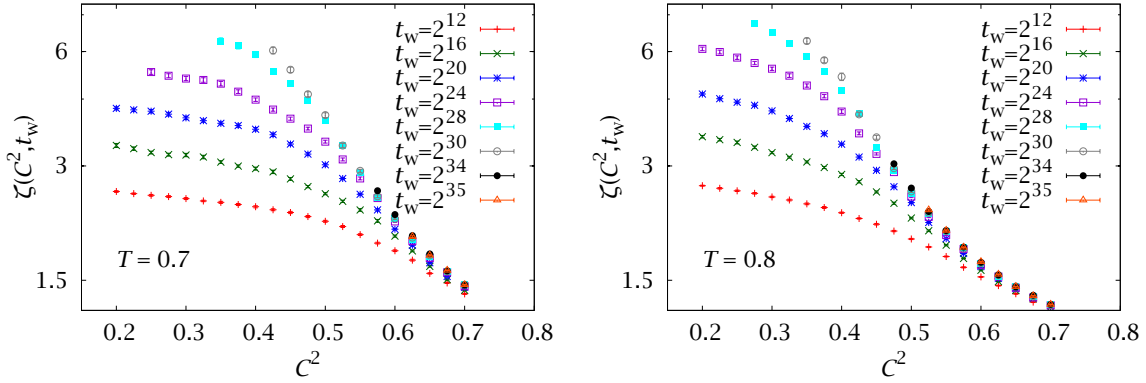 ζ(C², t_w)
6
3
1.5
t_w=2^12
t_w=2^16
t_w=2^20
t_w=2^24
t_w=2^28
t_w=2^30
t_w=2^34
t_w=2^35
T = 0.7
0.2 0.3 0.4 0.5 0.6 0.7 0.8
C²
ζ(C², t_w)
6
3
1.5
t_w=2^12
t_w=2^16
t_w=2^20
t_w=2^24
t_w=2^28
t_w=2^30
t_w=2^34
t_w=2^35
T = 0.8
0.2 0.3 0.4 0.5 0.6 0.7 0.8
C²